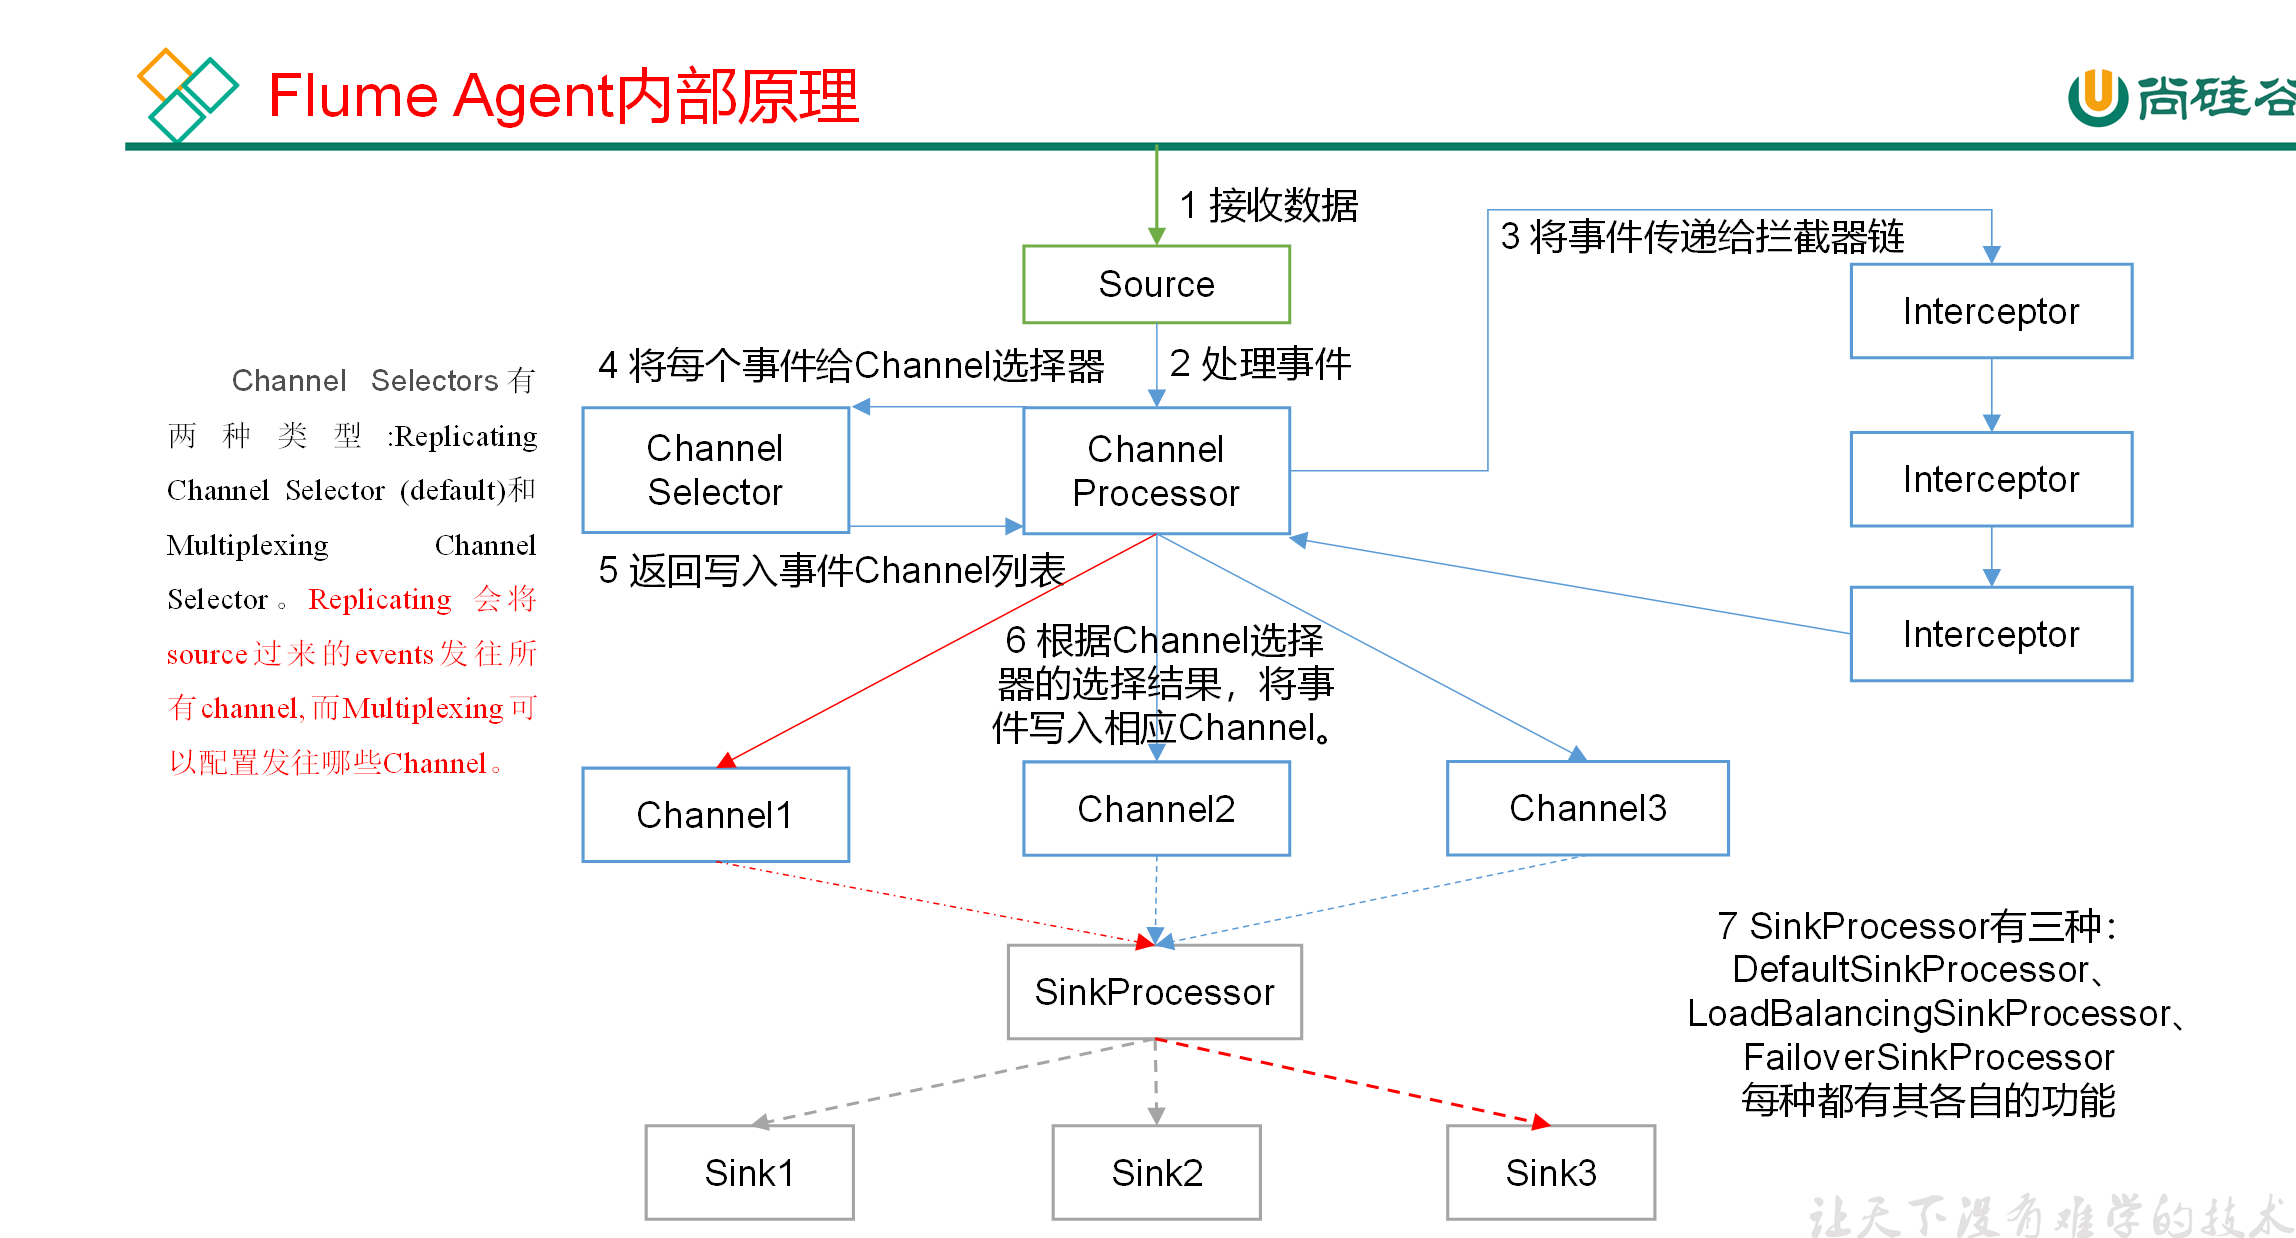 Flume Agent内部原理
尚硅谷
1 接收数据
3 将事件传递给拦截器链
Source
Interceptor
4 将每个事件给Channel选择器
2 处理事件
Channel Selectors有
两种类型:Replicating
Channel Selector (default)和
Multiplexing Channel
Selector。Replicating 会将
source过来的events发往所
有channel,而Multiplexing可
以配置发往哪些Channel。
Channel
Selector
Channel
Processor
Interceptor
5 返回写入事件Channel列表
Interceptor
6 根据Channel选择
器的选择结果，将事
件写入相应Channel。
Channel1
Channel2
Channel3
7 SinkProcessor有三种：
DefaultSinkProcessor、
LoadBalancingSinkProcessor、
FailoverSinkProcessor
每种都有其各自的功能
SinkProcessor
Sink1
Sink2
Sink3
让天下没有难学的技术